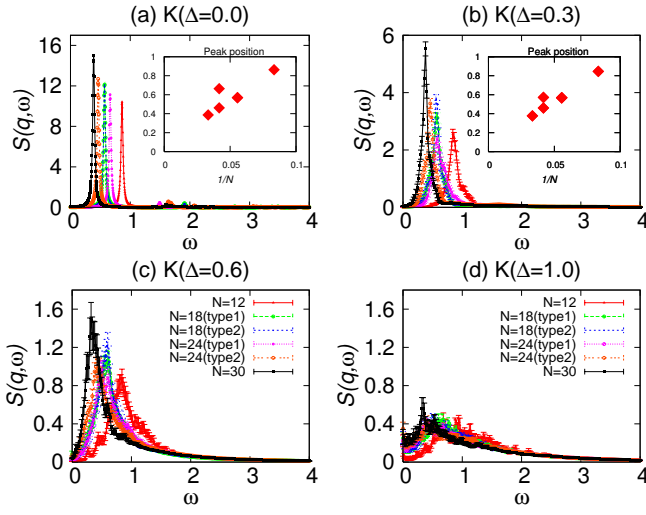 (a) K(Δ=0.0)
S(q,ω)
16
12
8
4
0
0 1 2 3 4
ω
Peak position
1
0.8
0.6
0.4
0.2
0
0 0.05 0.1
1/N
(b) K(Δ=0.3)
S(q,ω)
6
4
2
0
0 1 2 3 4
ω
Peak position
1
0.8
0.6
0.4
0.2
0
0 0.05 0.1
1/N
(c) K(Δ=0.6)
S(q,ω)
1.6
1.2
0.8
0.4
0
0 1 2 3 4
ω
N=12
N=18(type1)
N=18(type2)
N=24(type1)
N=24(type2)
N=30
(d) K(Δ=1.0)
S(q,ω)
1.6
1.2
0.8
0.4
0
0 1 2 3 4
ω
N=12
N=18(type1)
N=18(type2)
N=24(type1)
N=24(type2)
N=30